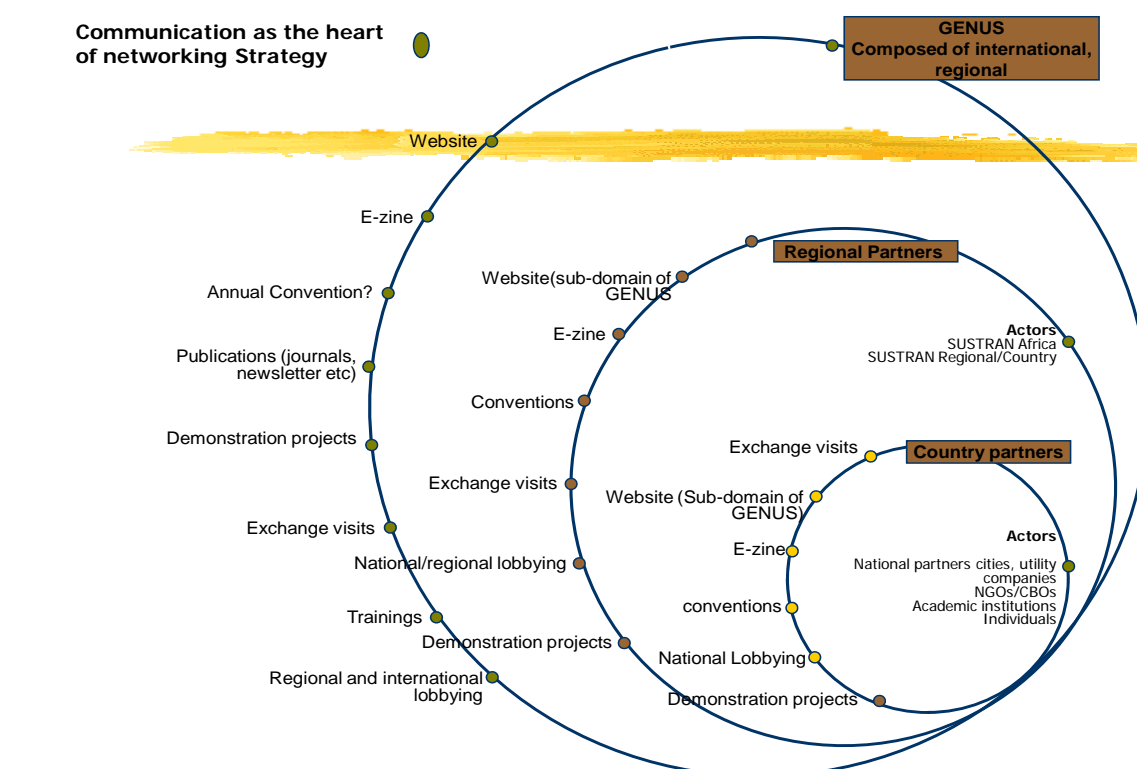 Communication as the heart
of networking Strategy
GENUS
Composed of international,
regional
Website
E-zine
Annual Convention?
Publications (journals,
newsletter etc)
Demonstration projects
Exchange visits
Trainings
Regional and international
lobbying
Regional Partners
Website(sub-domain of
GENUS
E-zine
Conventions
Exchange visits
National/regional lobbying
Demonstration projects
Actors
SUSTRAN Africa
SUSTRAN Regional/Country
Country partners
Exchange visits
Website (Sub-domain of
GENUS)
E-zine
conventions
National Lobbying
Demonstration projects
Actors
National partners cities, utility
companies
NGOs/CBOs
Academic institutions
Individuals